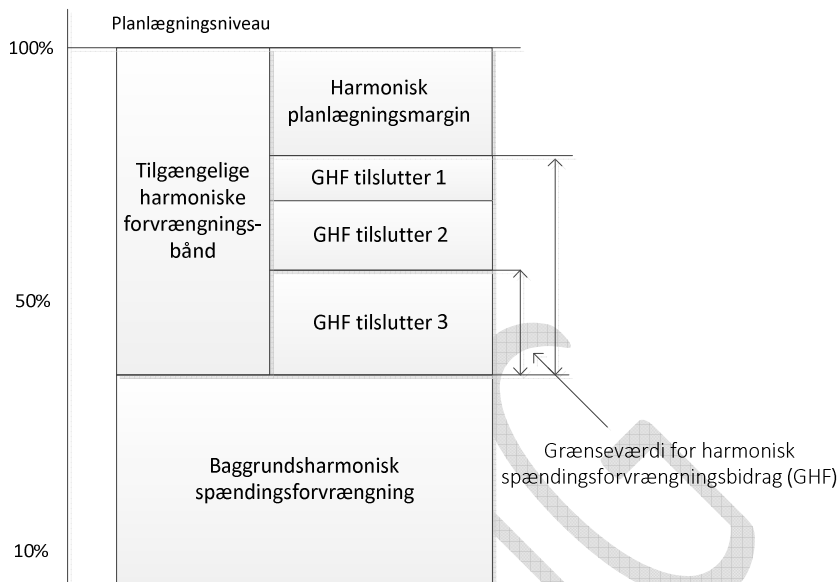 Planlægningsniveau
100%
Harmonisk
planlægningsmargin
Tilgængelige
harmoniske
forvrængnings-
bånd
GHF tilslutter 1
GHF tilslutter 2
50%
GHF tilslutter 3
Grænseværdi for harmonisk
spændingsforvrængningsbidrag (GHF)
Baggrundsharmonisk
spændingsforvrængning
10%